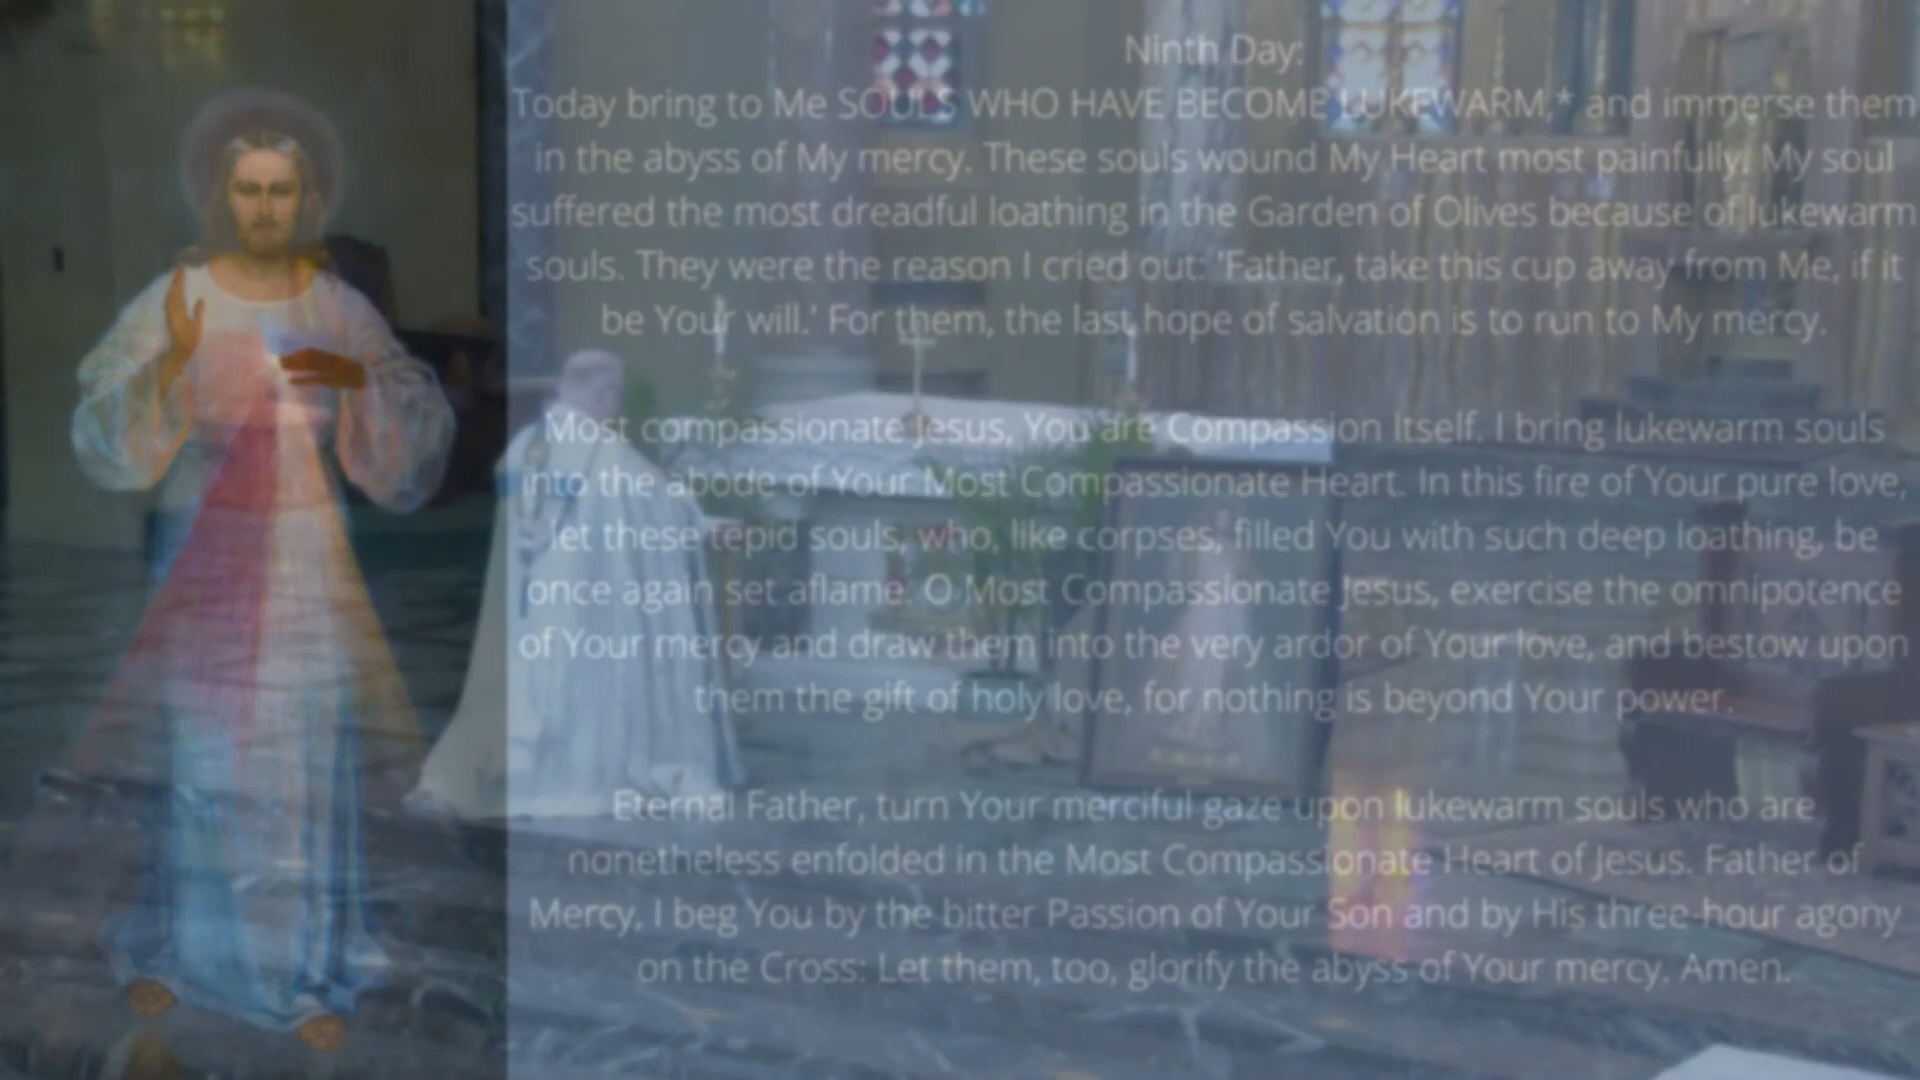 Ninth Day:
Today bring to Me SOULS WHO HAVE BECOME LUKEWARM,* and immerse them
in the abyss of My mercy. These souls wound My Heart most painfully. My soul
suffered the most dreadful loathing in the Garden of Olives because of lukewarm
souls. They were the reason I cried out: 'Father, take this cup away from Me, if it
be Your will.' For them, the last hope of salvation is to run to My mercy.
Most compassionate Jesus, You are Compassion Itself. I bring lukewarm souls
into the abode of Your Most Compassionate Heart. In this fire of Your pure love,
let these tepid souls, who, like corpses, filled You with such deep loathing, be
once again set aflame. O Most Compassionate Jesus, exercise the omnipotence
of Your mercy and draw them into the very ardor of Your love, and bestow upon
them the gift of holy love, for nothing is beyond Your power.
Eternal Father, turn Your merciful gaze upon lukewarm souls who are
nonetheless enfolded in the Most Compassionate Heart of Jesus. Father of
Mercy, I beg You by the bitter Passion of Your Son and by His three-hour agony
on the Cross: Let them, too, glorify the abyss of Your mercy. Amen.